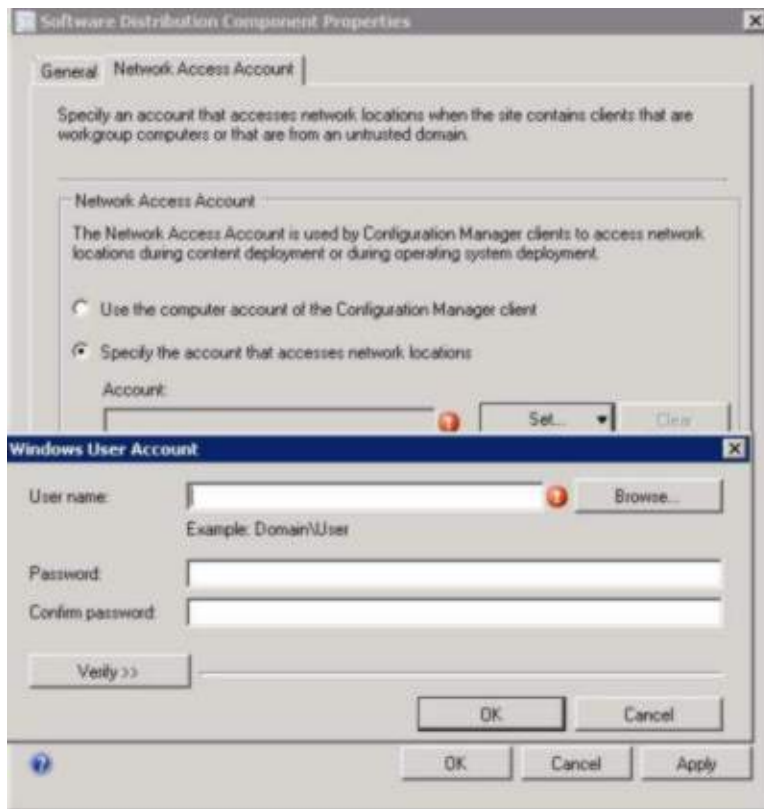 Software Distribution Component Properties
General Network Access Account
Specify an account that accesses network locations when the site contains clients that are
workgroup computers or that are from an untrusted domain.
Network Access Account
The Network Access Account is used by Configuration Manager clients to access network
locations during content deployment or during operating system deployment.
Use the computer account of the Configuration Manager client
Specify the account that accesses network locations
Account:
Set... Clear
Windows User Account
User name: Browse...
Example: Domain\User
Password:
Confirm password:
Verify >>
OK Cancel
OK Cancel Apply